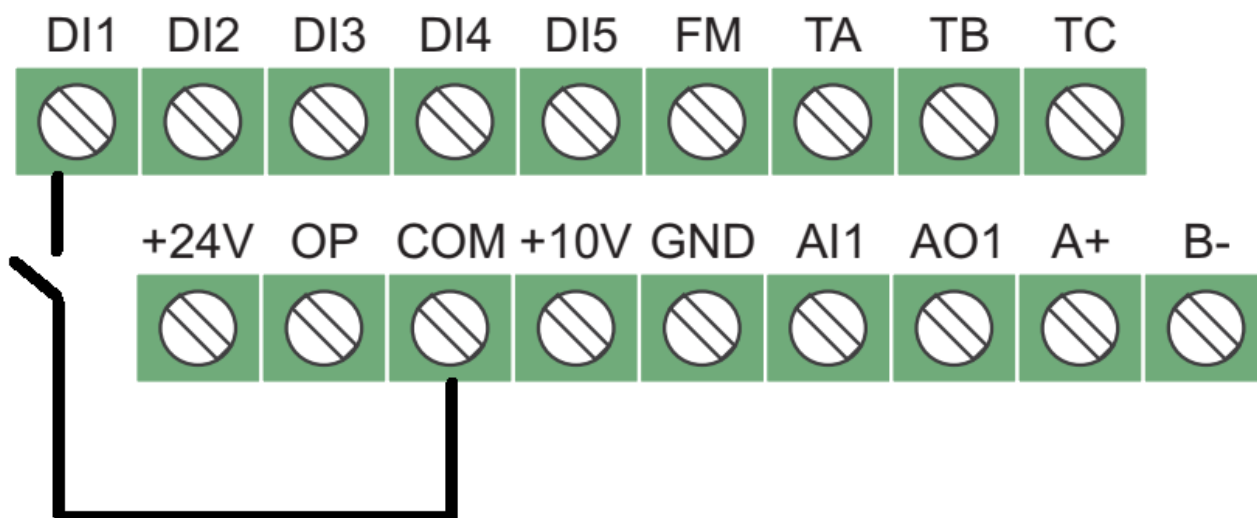 DI1 DI2 DI3 DI4 DI5 FM TA TB TC
+24V OP COM +10V GND AI1 AO1 A+ B-